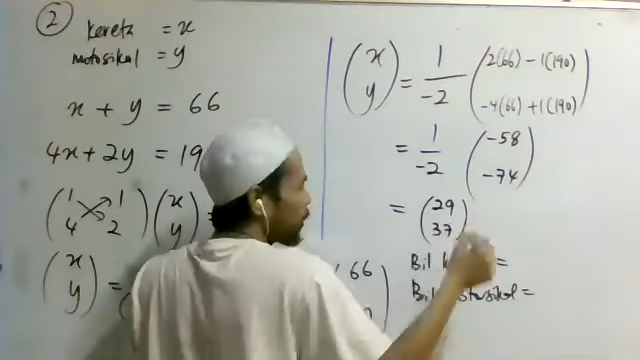 2
kereta = x
motosikal = y
x + y = 66
4x + 2y = 19
(1 1
4 2) (x
y)
(x
y) =
66
(x
y) = 1/-2 (2(66) - 1(190)
-4(66) + 1(190))
= 1/-2 (-58
-74)
= (29
37)
Bil =
Bil motosikal =